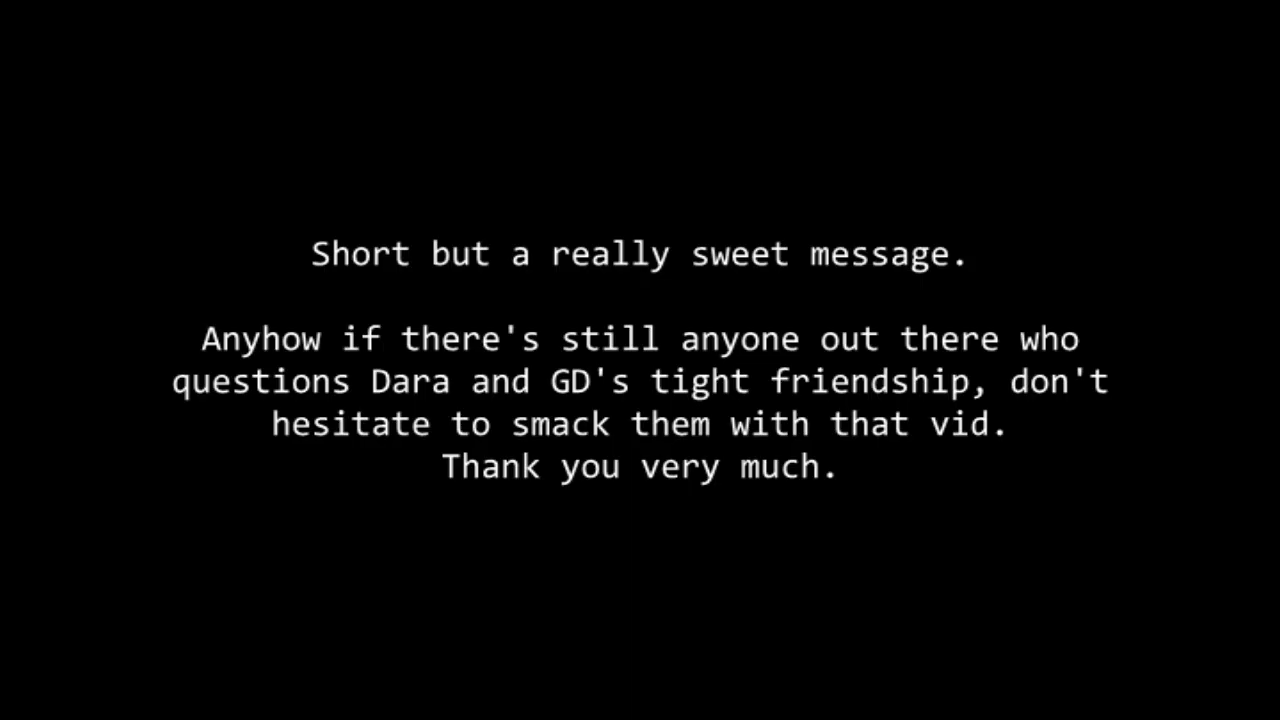 Short but a really sweet message.
Anyhow if there's still anyone out there who
questions Dara and GD's tight friendship, don't
hesitate to smack them with that vid.
Thank you very much.